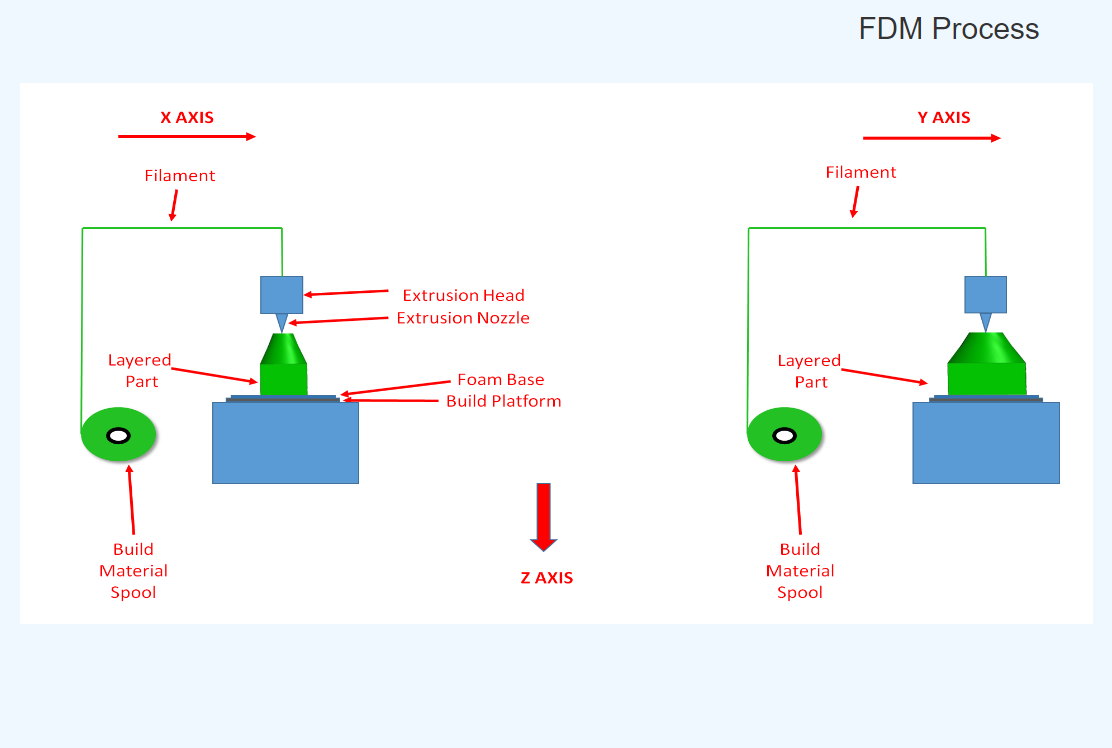 FDM Process
X AXIS
Filament
Extrusion Head
Extrusion Nozzle
Layered
Part
Foam Base
Build Platform
Build
Material
Spool
Z AXIS
Y AXIS
Filament
Layered
Part
Build
Material
Spool